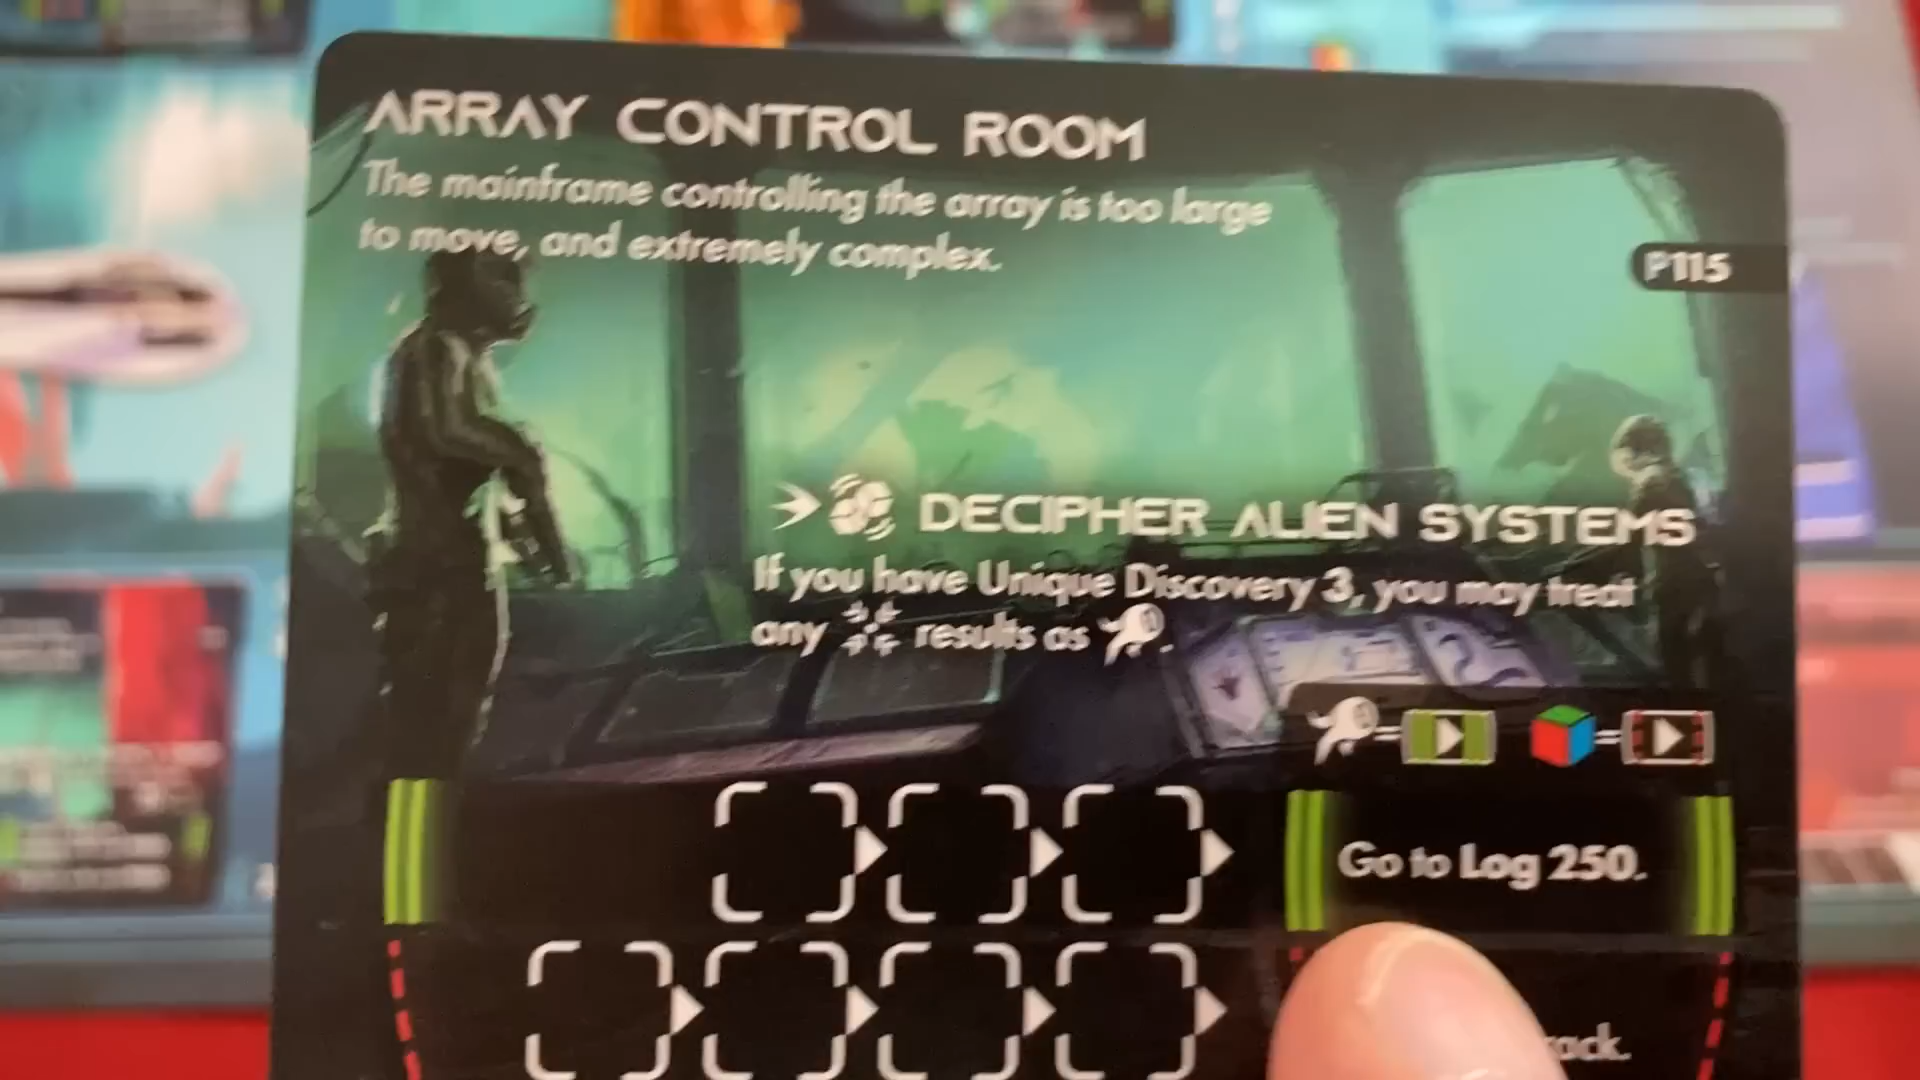 ARRAY CONTROL ROOM
The mainframe controlling the array is too large
to move, and extremely complex.
P115
DECIPHER ALIEN SYSTEMS
If you have Unique Discovery 3, you may treat
any results as .
= =
Go to Log 250.